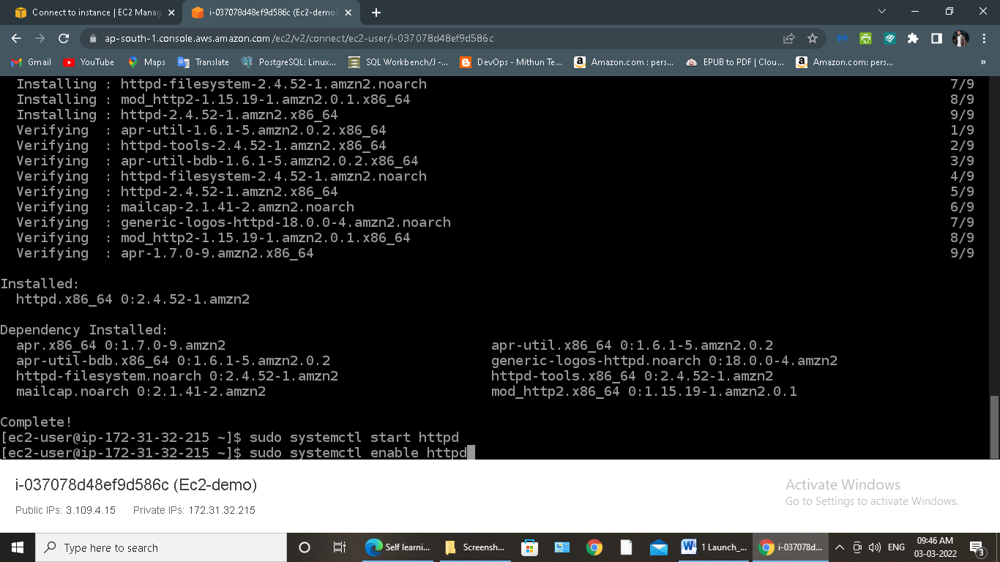 Connect to instance | EC2 Manag
i-037078d48ef9d586c (Ec2-demo)
ap-south-1.console.aws.amazon.com/ec2/v2/connect/ec2-user/i-037078d48ef9d586c
Gmail YouTube Maps Translate PostgreSQL: Linux... SQL Workbench/J -... DevOps - Mithun Te... Amazon.com : pers... EPUB to PDF | Clou... Amazon.com: pers... »
Installing : httpd-filesystem-2.4.52-1.amzn2.noarch 7/9
Installing : mod_http2-1.15.19-1.amzn2.0.1.x86_64 8/9
Installing : httpd-2.4.52-1.amzn2.x86_64 9/9
Verifying : apr-util-1.6.1-5.amzn2.0.2.x86_64 1/9
Verifying : httpd-tools-2.4.52-1.amzn2.x86_64 2/9
Verifying : apr-util-bdb-1.6.1-5.amzn2.0.2.x86_64 3/9
Verifying : httpd-filesystem-2.4.52-1.amzn2.noarch 4/9
Verifying : httpd-2.4.52-1.amzn2.x86_64 5/9
Verifying : mailcap-2.1.41-2.amzn2.noarch 6/9
Verifying : generic-logos-httpd-18.0.0-4.amzn2.noarch 7/9
Verifying : mod_http2-1.15.19-1.amzn2.0.1.x86_64 8/9
Verifying : apr-1.7.0-9.amzn2.x86_64 9/9
Installed:
httpd.x86_64 0:2.4.52-1.amzn2
Dependency Installed:
apr.x86_64 0:1.7.0-9.amzn2 apr-util.x86_64 0:1.6.1-5.amzn2.0.2
apr-util-bdb.x86_64 0:1.6.1-5.amzn2.0.2 generic-logos-httpd.noarch 0:18.0.0-4.amzn2
httpd-filesystem.noarch 0:2.4.52-1.amzn2 httpd-tools.x86_64 0:2.4.52-1.amzn2
mailcap.noarch 0:2.1.41-2.amzn2 mod_http2.x86_64 0:1.15.19-1.amzn2.0.1
Complete!
[ec2-user@ip-172-31-32-215 ~]$ sudo systemctl start httpd
[ec2-user@ip-172-31-32-215 ~]$ sudo systemctl enable httpd
i-037078d48ef9d586c (Ec2-demo)
Public IPs: 3.109.4.15 Private IPs: 172.31.32.215
Activate Windows
Go to Settings to activate Windows.
Type here to search
Self learni...
Screensh...
1 Launch_...
i-037078d...
ENG
09:46 AM
03-03-2022
3